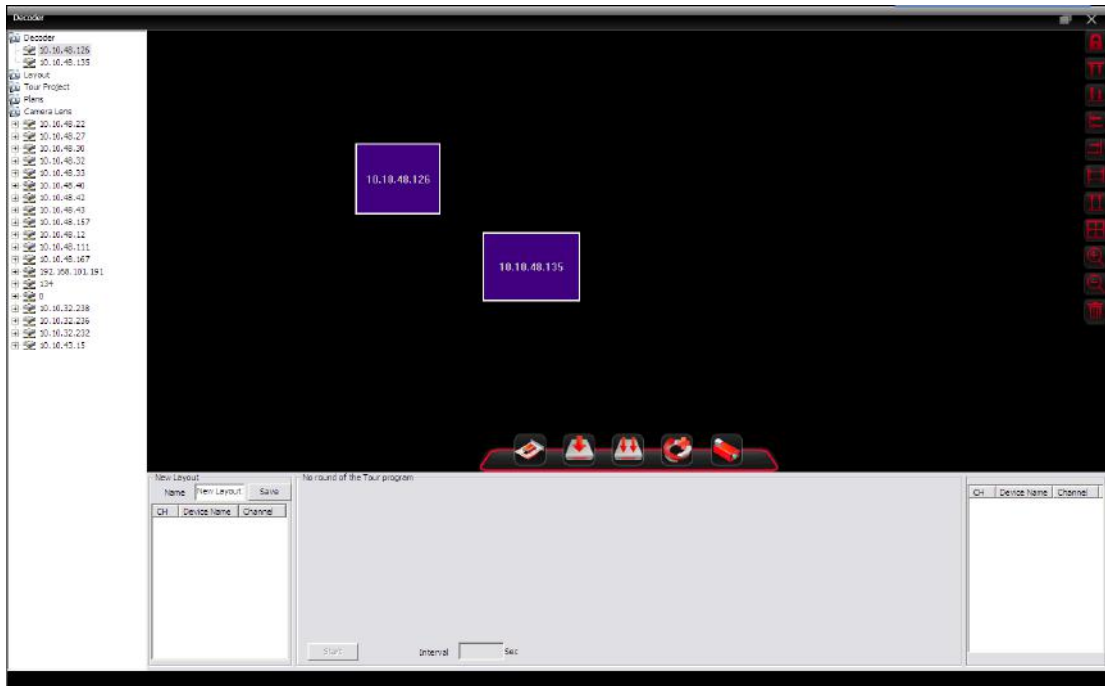 Decoder
Decoder
10.10.48.126
10.10.48.135
Layout
Tour Project
Plans
Camera Lens
10.10.48.22
10.10.48.27
10.10.48.30
10.10.48.32
10.10.48.33
10.10.48.40
10.10.48.42
10.10.48.43
10.10.48.157
10.10.48.12
10.10.48.111
10.10.48.167
192.168.101.191
134
0
10.10.32.238
10.10.32.236
10.10.32.232
10.10.43.15
10.10.48.126
10.10.48.135
New Layout
Name New Layout Save
CH Device Name Channel
No round of the Tour program
Start Interval Sec
CH Device Name Channel